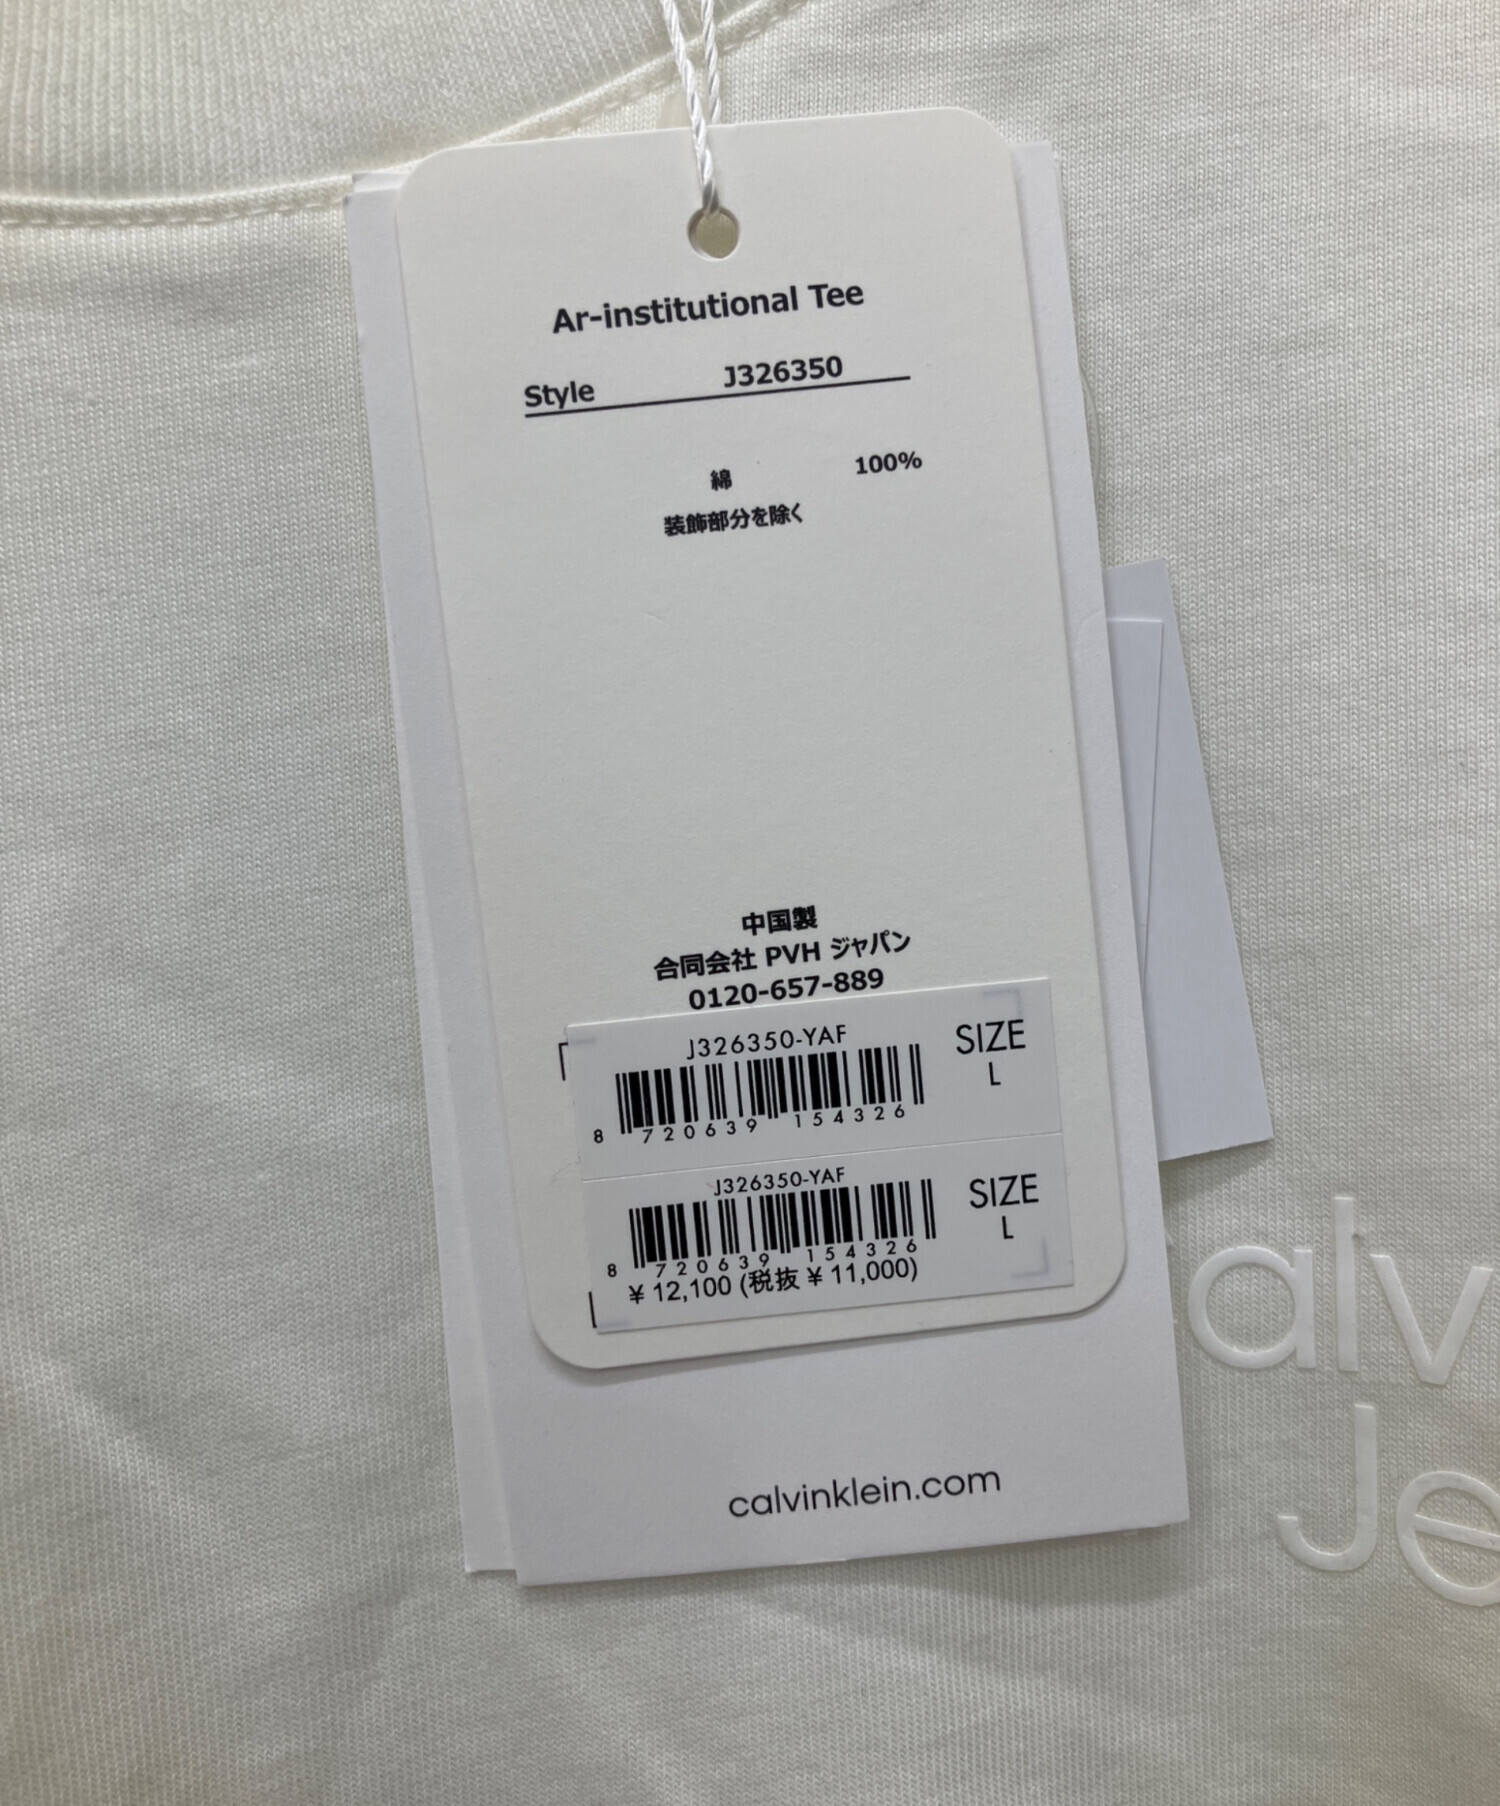 Ar-institutional Tee
Style J326350
綿 100%
装飾部分を除く
中国製
合同会社 PVH ジャパン
0120-657-889
J326350-YAF
SIZE
L
8 720639 154326
J326350-YAF
SIZE
L
8 720639 154326
¥ 12,100 (税抜 ¥ 11,000)
calvinklein.com
alv
Je